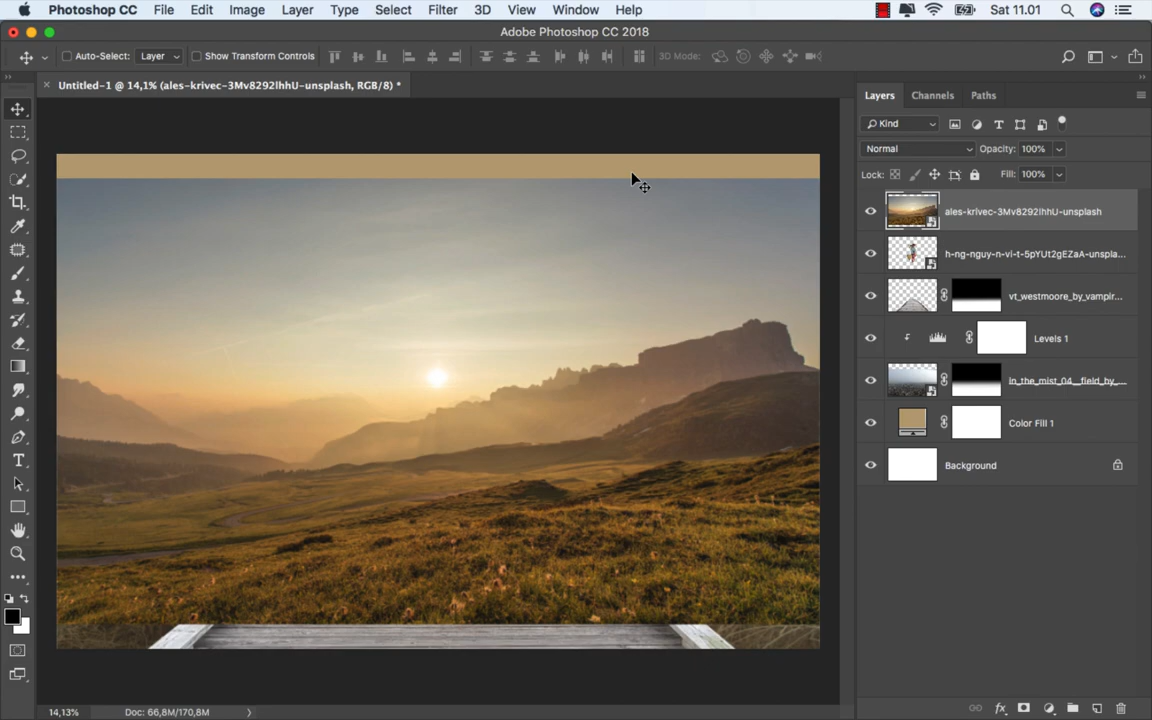 Photoshop CC File Edit Image Layer Type Select Filter 3D View Window Help Sat 11.01
Adobe Photoshop CC 2018
Auto-Select: Layer Show Transform Controls 3D Mode:
Untitled-1 @ 14,1% (ales-krivec-3Mv8292lhhU-unsplash, RGB/8) *
Layers Channels Paths
Kind
Normal Opacity: 100%
Lock: Fill: 100%
ales-krivec-3Mv8292lhhU-unsplash
h-ng-nguy-n-vi-t-5pYUt2gEZaA-unspla...
vt_westmoore_by_vampir...
Levels 1
in_the_mist_04__field_by_...
Color Fill 1
Background
14,13% Doc: 66,8M/170,8M